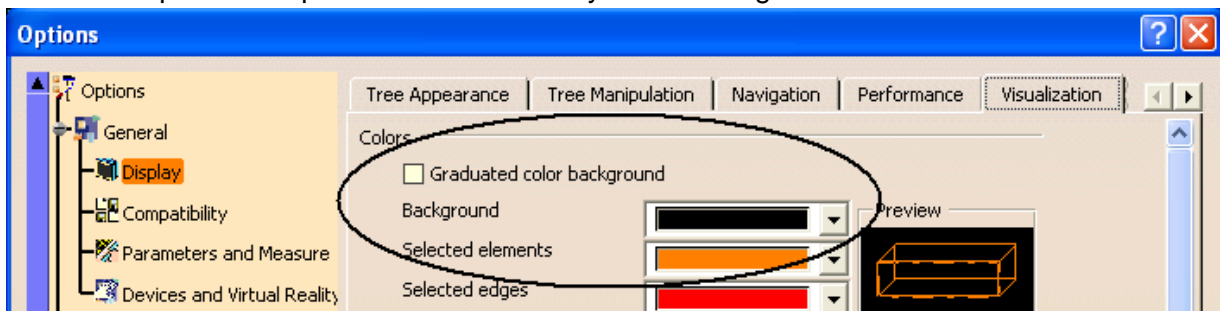 Options
Options
General
Display
Compatibility
Parameters and Measure
Devices and Virtual Reality
Tree Appearance
Tree Manipulation
Navigation
Performance
Visualization
Colors
Graduated color background
Background
Preview
Selected elements
Selected edges